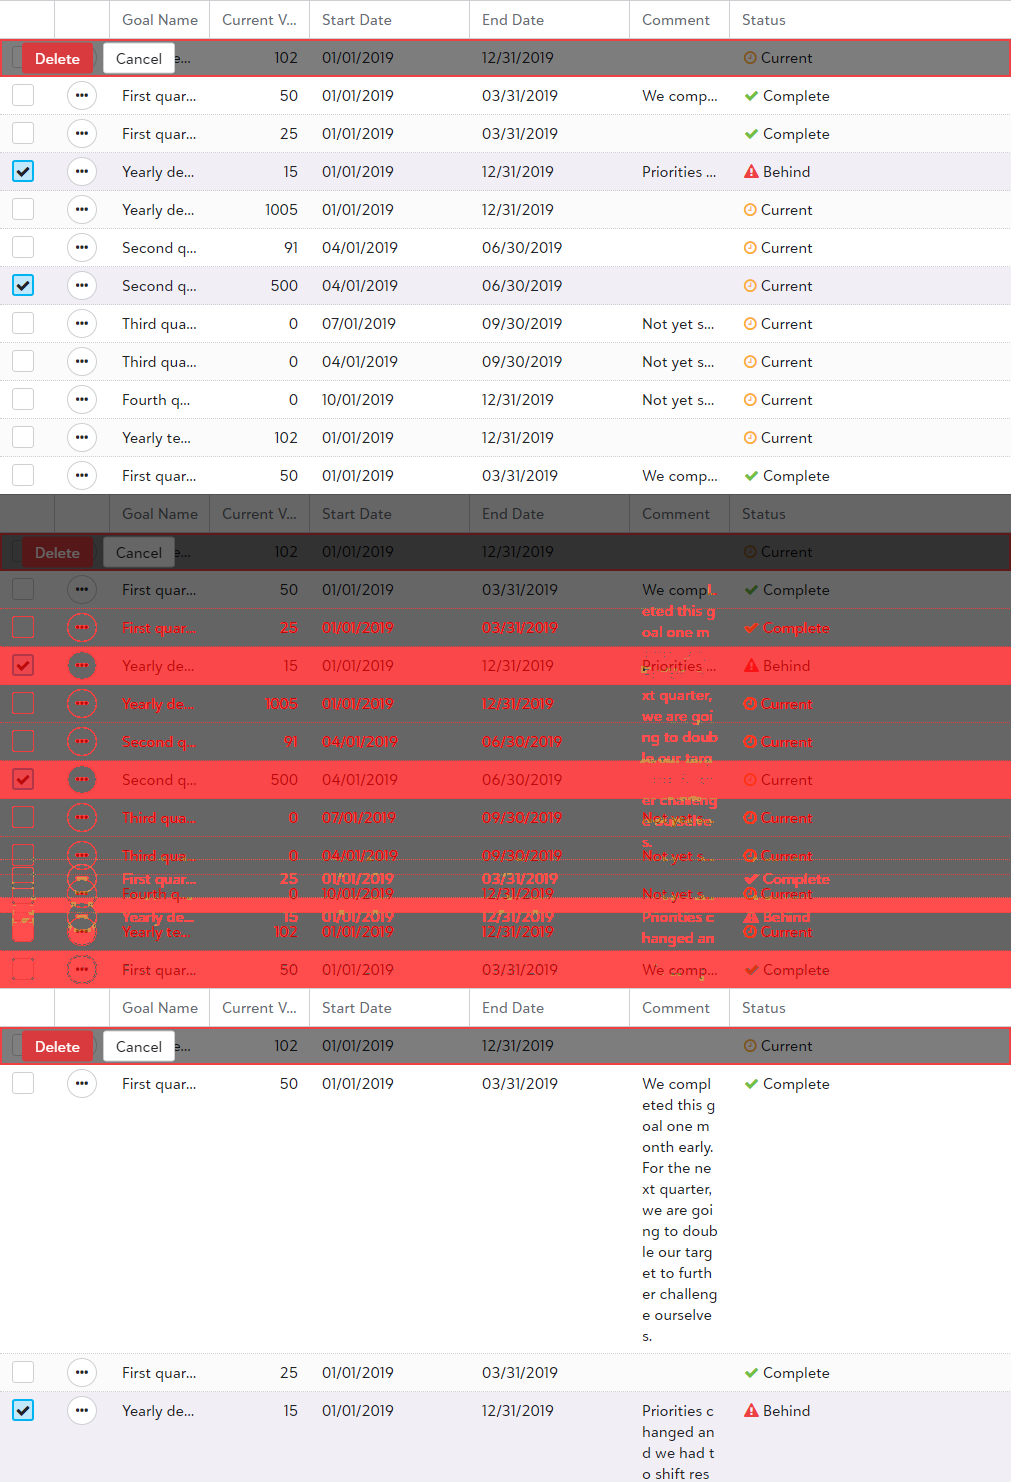 Goal Name Current V... Start Date End Date Comment Status
Delete Cancel e... 102 01/01/2019 12/31/2019 Current
First quar... 50 01/01/2019 03/31/2019 We comp... Complete
First quar... 25 01/01/2019 03/31/2019 Complete
Yearly de... 15 01/01/2019 12/31/2019 Priorities ... Behind
Yearly de... 1005 01/01/2019 12/31/2019 Current
Second q... 91 04/01/2019 06/30/2019 Current
Second q... 500 04/01/2019 06/30/2019 Current
Third qua... 0 07/01/2019 09/30/2019 Not yet s... Current
Third qua... 0 04/01/2019 09/30/2019 Not yet s... Current
Fourth q... 0 10/01/2019 12/31/2019 Not yet s... Current
Yearly te... 102 01/01/2019 12/31/2019 Current
First quar... 50 01/01/2019 03/31/2019 We comp... Complete
Goal Name Current V... Start Date End Date Comment Status
Delete Cancel e... 102 01/01/2019 12/31/2019 Current
First quar... 50 01/01/2019 03/31/2019 We compl Complete
eted this g
First quar... 25 01/01/2019 03/31/2019 oal one m Complete
Yearly de... 15 01/01/2019 12/31/2019 Priorities ... Behind
xt quarter,
Yearly de... 1005 01/01/2019 12/31/2019 Current
we are goi
Second q... 91 04/01/2019 06/30/2019 ng to doub Current
le our targ
Second q... 500 04/01/2019 06/30/2019 Current
er challeng
Third qua... 0 07/01/2019 09/30/2019 Not yet s... Current
e ourselve
s.
Third qua... 0 04/01/2019 09/30/2019 Not yet s... Current
First quar... 25 01/01/2019 03/31/2019 Complete
Fourth q... 0 10/01/2019 12/31/2019 Not yet s... Current
Yearly de... 15 01/01/2019 12/31/2019 Priorities c Behind
Yearly te... 102 01/01/2019 12/31/2019 hanged an Current
First quar... 50 01/01/2019 03/31/2019 We comp... Complete
Goal Name Current V... Start Date End Date Comment Status
Delete Cancel e... 102 01/01/2019 12/31/2019 Current
First quar... 50 01/01/2019 03/31/2019 We compl Complete
eted this g
oal one m
onth early.
For the ne
xt quarter,
we are goi
ng to doub
le our targ
et to furth
er challeng
e ourselve
s.
First quar... 25 01/01/2019 03/31/2019 Complete
Yearly de... 15 01/01/2019 12/31/2019 Priorities c Behind
hanged an
d we had t
o shift res